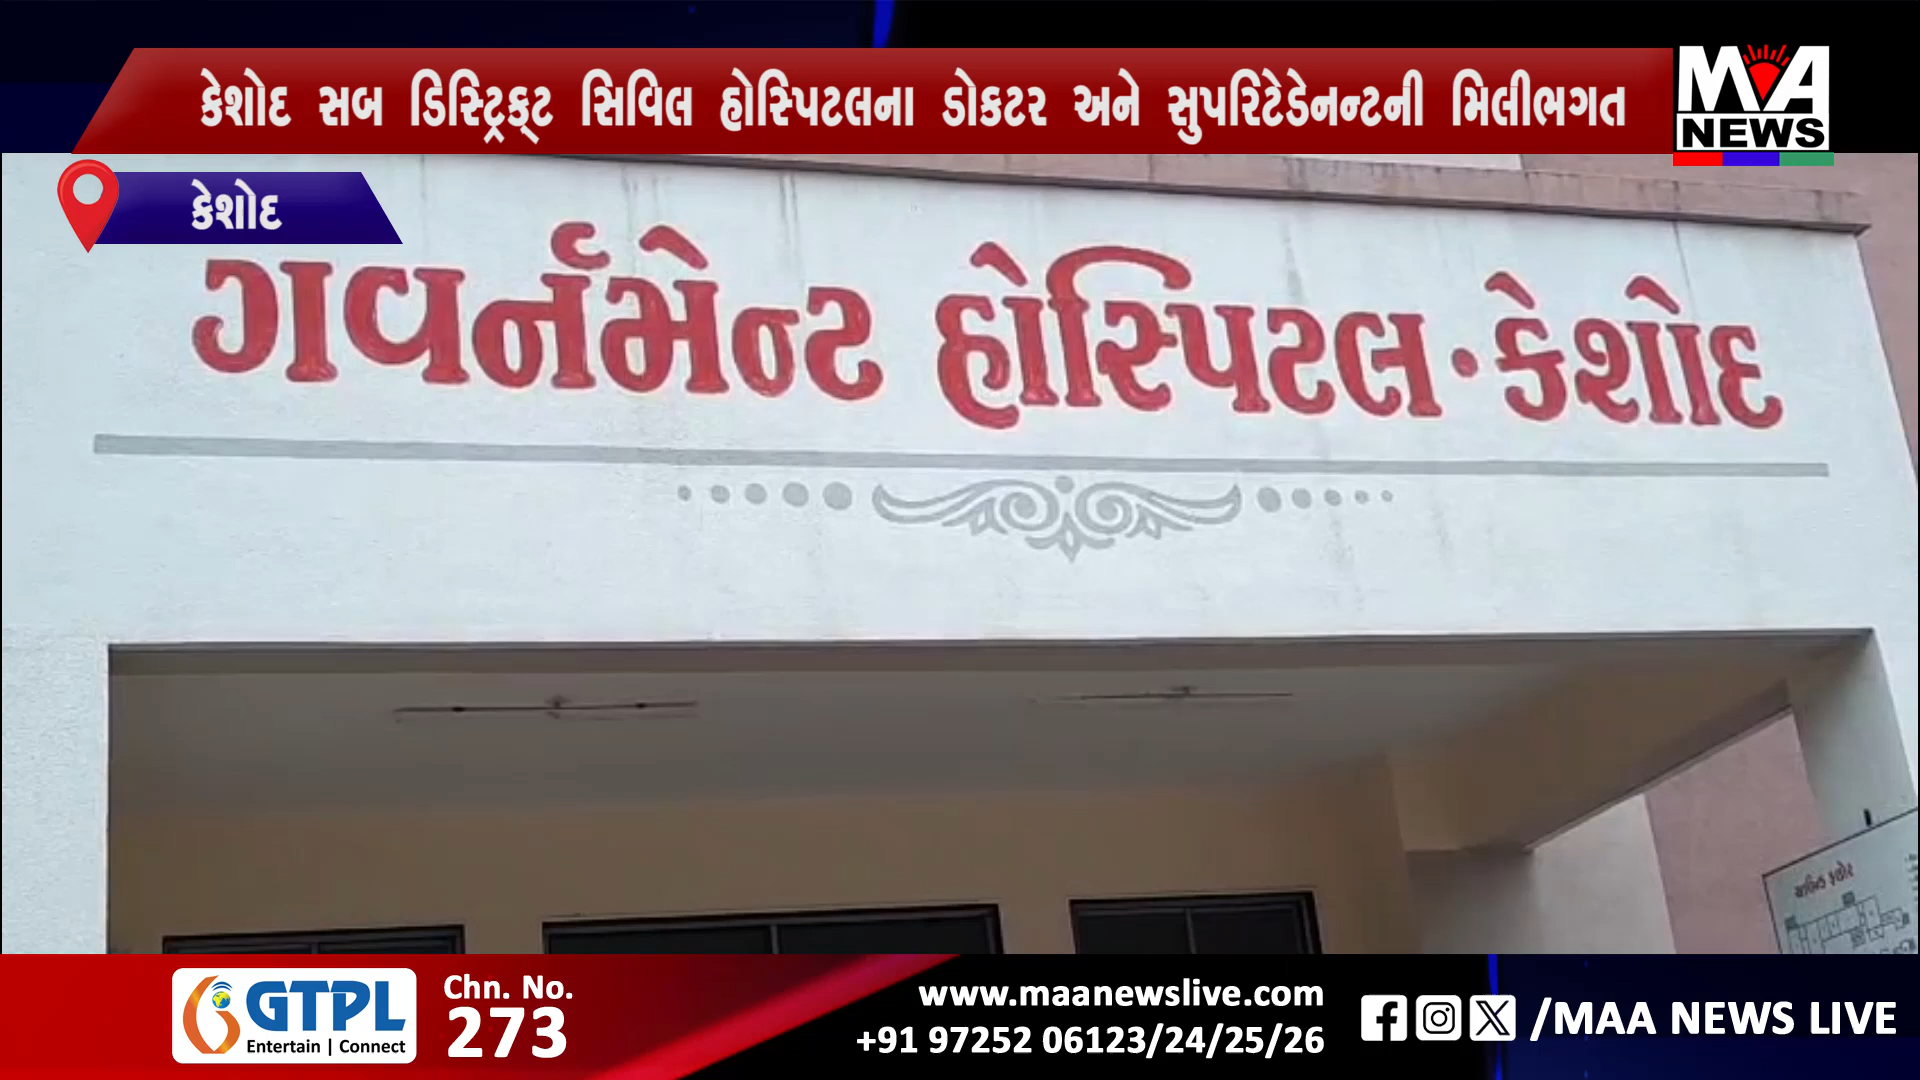 કેશોદ સબ ડિસ્ટ્રિક્ટ સિવિલ હોસ્પિટલના ડોકટર અને સુપરિટેડેનન્ટની મિલીભગત
MAA
NEWS
કેશોદ
ગવર્નમેન્ટ હોસ્પિટલ · કેશોદ
GTPL
Entertain | Connect
Chn. No.
273
www.maanewslive.com
+91 97252 06123/24/25/26
/MAA NEWS LIVE